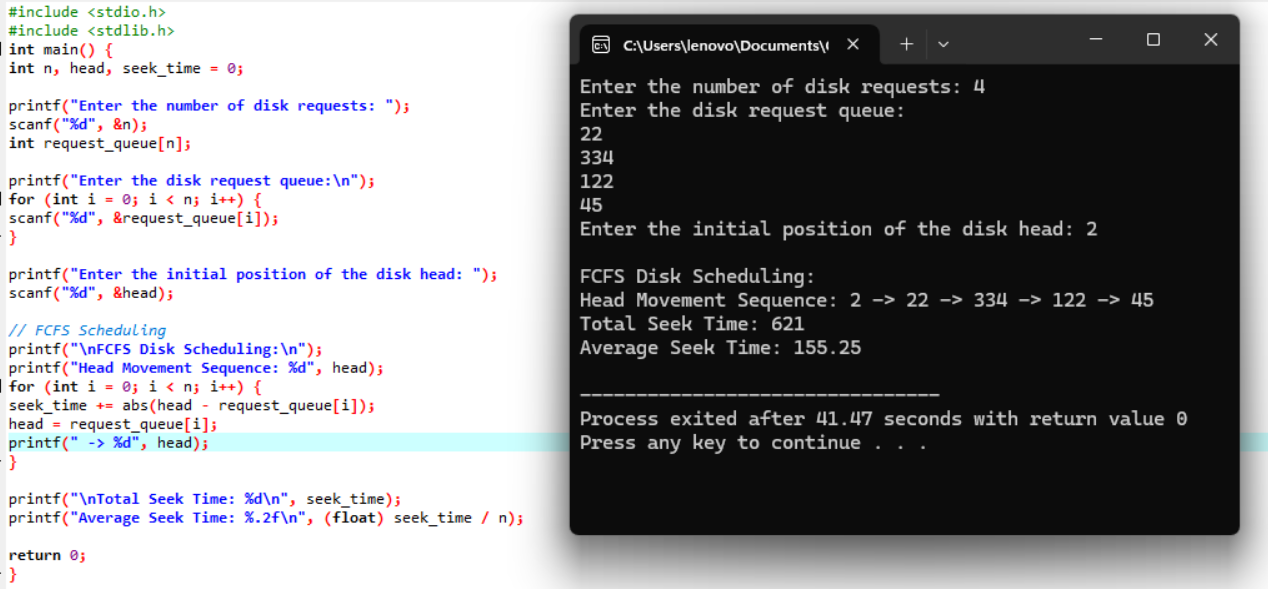 #include <stdio.h>
#include <stdlib.h>
int main() {
int n, head, seek_time = 0;
printf("Enter the number of disk requests: ");
scanf("%d", &n);
int request_queue[n];
printf("Enter the disk request queue:\n");
for (int i = 0; i < n; i++) {
scanf("%d", &request_queue[i]);
}
printf("Enter the initial position of the disk head: ");
scanf("%d", &head);
// FCFS Scheduling
printf("\nFCFS Disk Scheduling:\n");
printf("Head Movement Sequence: %d", head);
for (int i = 0; i < n; i++) {
seek_time += abs(head - request_queue[i]);
head = request_queue[i];
printf(" -> %d", head);
}
printf("\nTotal Seek Time: %d\n", seek_time);
printf("Average Seek Time: %.2f\n", (float) seek_time / n);
return 0;
}
C:\Users\lenovo\Documents\
Enter the number of disk requests: 4
Enter the disk request queue:
22
334
122
45
Enter the initial position of the disk head: 2
FCFS Disk Scheduling:
Head Movement Sequence: 2 -> 22 -> 334 -> 122 -> 45
Total Seek Time: 621
Average Seek Time: 155.25
--------------------------------
Process exited after 41.47 seconds with return value 0
Press any key to continue . . .